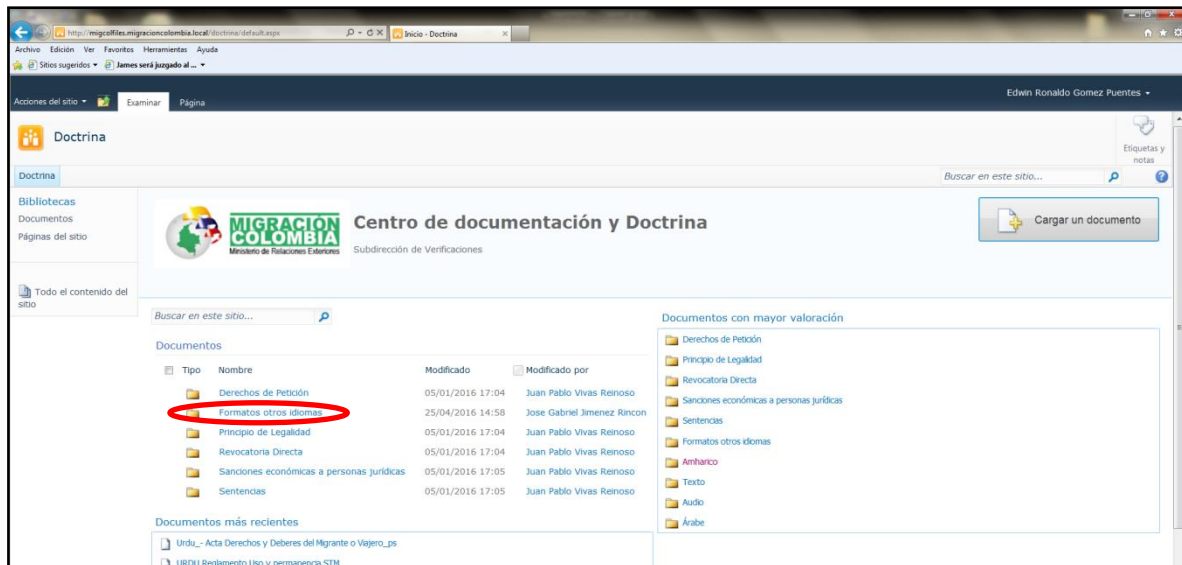 http://migcolfiles.migracioncolombia.local/doctrina/default.aspx
Inicio - Doctrina
Archivo Edición Ver Favoritos Herramientas Ayuda
Sitios sugeridos James será juzgado al ...
Edwin Ronaldo Gomez Puentes
Acciones del sitio Examinar Página
Doctrina
Etiquetas y notas
Doctrina
Buscar en este sitio...
Bibliotecas
Documentos
Páginas del sitio
Todo el contenido del sitio
MIGRACIÓN
COLOMBIA
Ministerio de Relaciones Exteriores
Centro de documentación y Doctrina
Subdirección de Verificaciones
Cargar un documento
Buscar en este sitio...
Documentos
Tipo Nombre Modificado Modificado por
Derechos de Petición 05/01/2016 17:04 Juan Pablo Vivas Reinoso
Formatos otros idiomas 25/04/2016 14:58 Jose Gabriel Jimenez Rincon
Principio de Legalidad 05/01/2016 17:04 Juan Pablo Vivas Reinoso
Revocatoria Directa 05/01/2016 17:04 Juan Pablo Vivas Reinoso
Sanciones económicas a personas jurídicas 05/01/2016 17:05 Juan Pablo Vivas Reinoso
Sentencias 05/01/2016 17:05 Juan Pablo Vivas Reinoso
Documentos más recientes
Urdu_- Acta Derechos y Deberes del Migrante o Viajero_ps
URDU Reglamento Uso y permanencia STM
Documentos con mayor valoración
Derechos de Petición
Principio de Legalidad
Revocatoria Directa
Sanciones económicas a personas jurídicas
Sentencias
Formatos otros idiomas
Amharico
Texto
Audio
Árabe